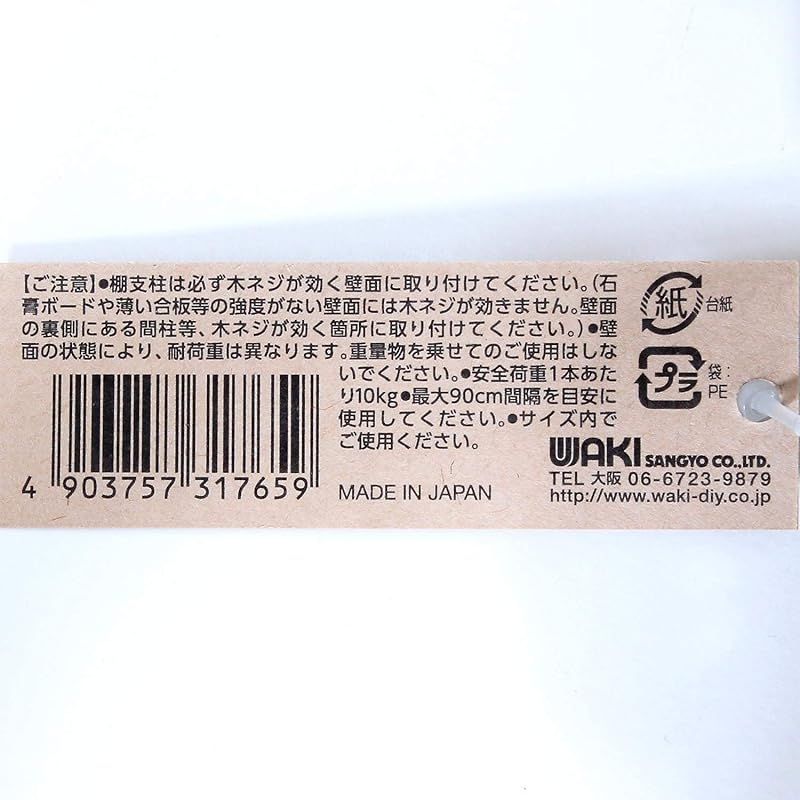 【ご注意】●棚支柱は必ず木ネジが効く壁面に取り付けてください。(石
膏ボードや薄い合板等の強度がない壁面には木ネジが効きません。壁面
の裏側にある間柱等、木ネジが効く箇所に取り付けてください。)●壁
面の状態により、耐荷重は異なります。重量物を乗せてのご使用はしな
いでください。●安全荷重1本あた
り10kg●最大90cm間隔を目安に
使用してください。●サイズ内で
ご使用ください。
4 903757 317659
MADE IN JAPAN
紙 台紙
プラ 袋:
PE
WAKI SANGYO CO.,LTD.
TEL 大阪 06-6723-9879
http://www.waki-diy.co.jp